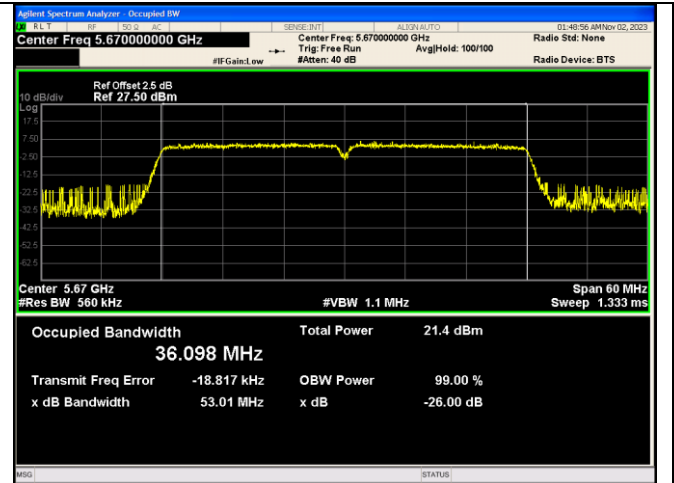 Agilent Spectrum Analyzer - Occupied BW
RLT RF 50 Ω AC SENSE:INT ALIGN AUTO 01:48:56 AM Nov 02, 2023
Center Freq 5.670000000 GHz
Center Freq: 5.670000000 GHz Radio Std: None
Trig: Free Run Avg|Hold: 100/100
#IFGain:Low #Atten: 40 dB Radio Device: BTS
Ref Offset 2.5 dB
10 dB/div Ref 27.50 dBm
Log
17.5
7.50
-2.50
-12.5
-22.5
-32.5
-42.5
-52.5
-62.5
Center 5.67 GHz Span 60 MHz
#Res BW 560 kHz #VBW 1.1 MHz Sweep 1.333 ms
Occupied Bandwidth Total Power 21.4 dBm
36.098 MHz
Transmit Freq Error -18.817 kHz OBW Power 99.00 %
x dB Bandwidth 53.01 MHz x dB -26.00 dB
MSG STATUS